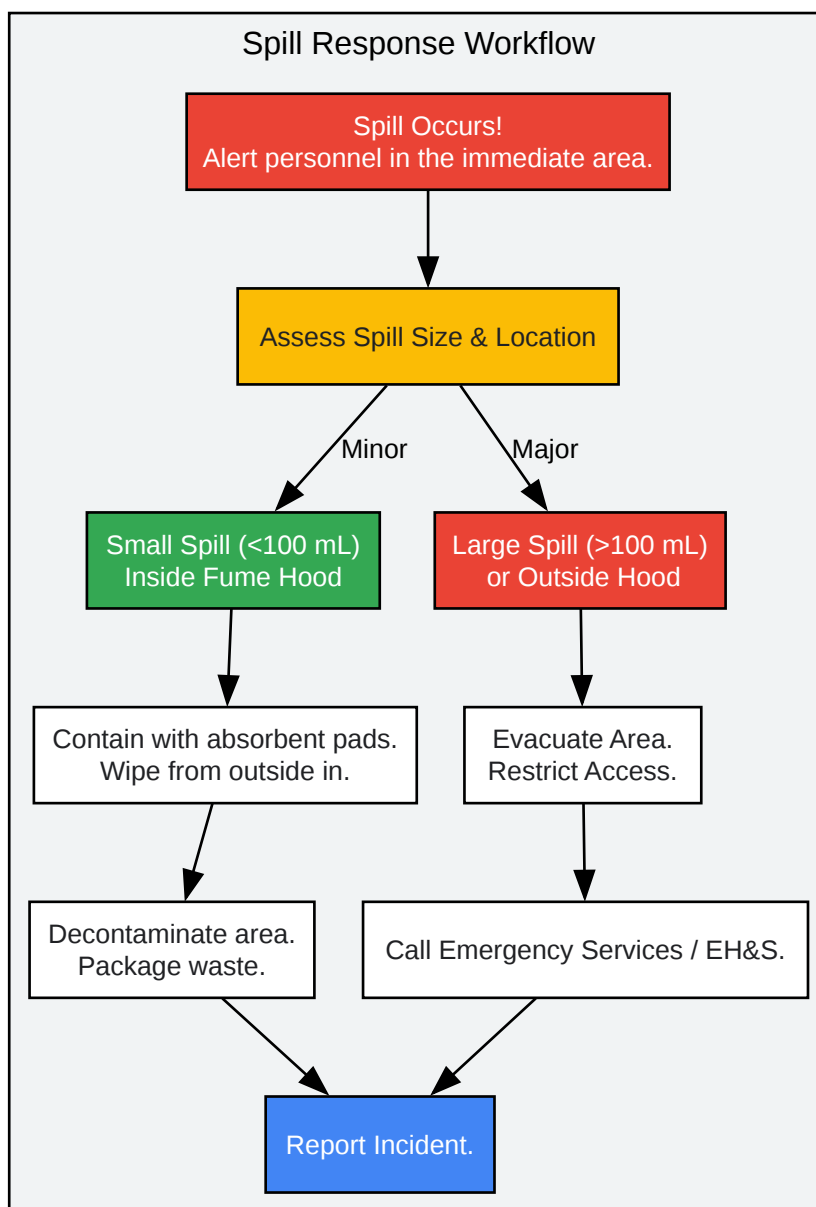 Spill Response Workflow
Spill Occurs!
Alert personnel in the immediate area.
Assess Spill Size & Location
Minor
Major
Small Spill (<100 mL)
Inside Fume Hood
Large Spill (>100 mL)
or Outside Hood
Contain with absorbent pads.
Wipe from outside in.
Evacuate Area.
Restrict Access.
Decontaminate area.
Package waste.
Call Emergency Services / EH&S.
Report Incident.